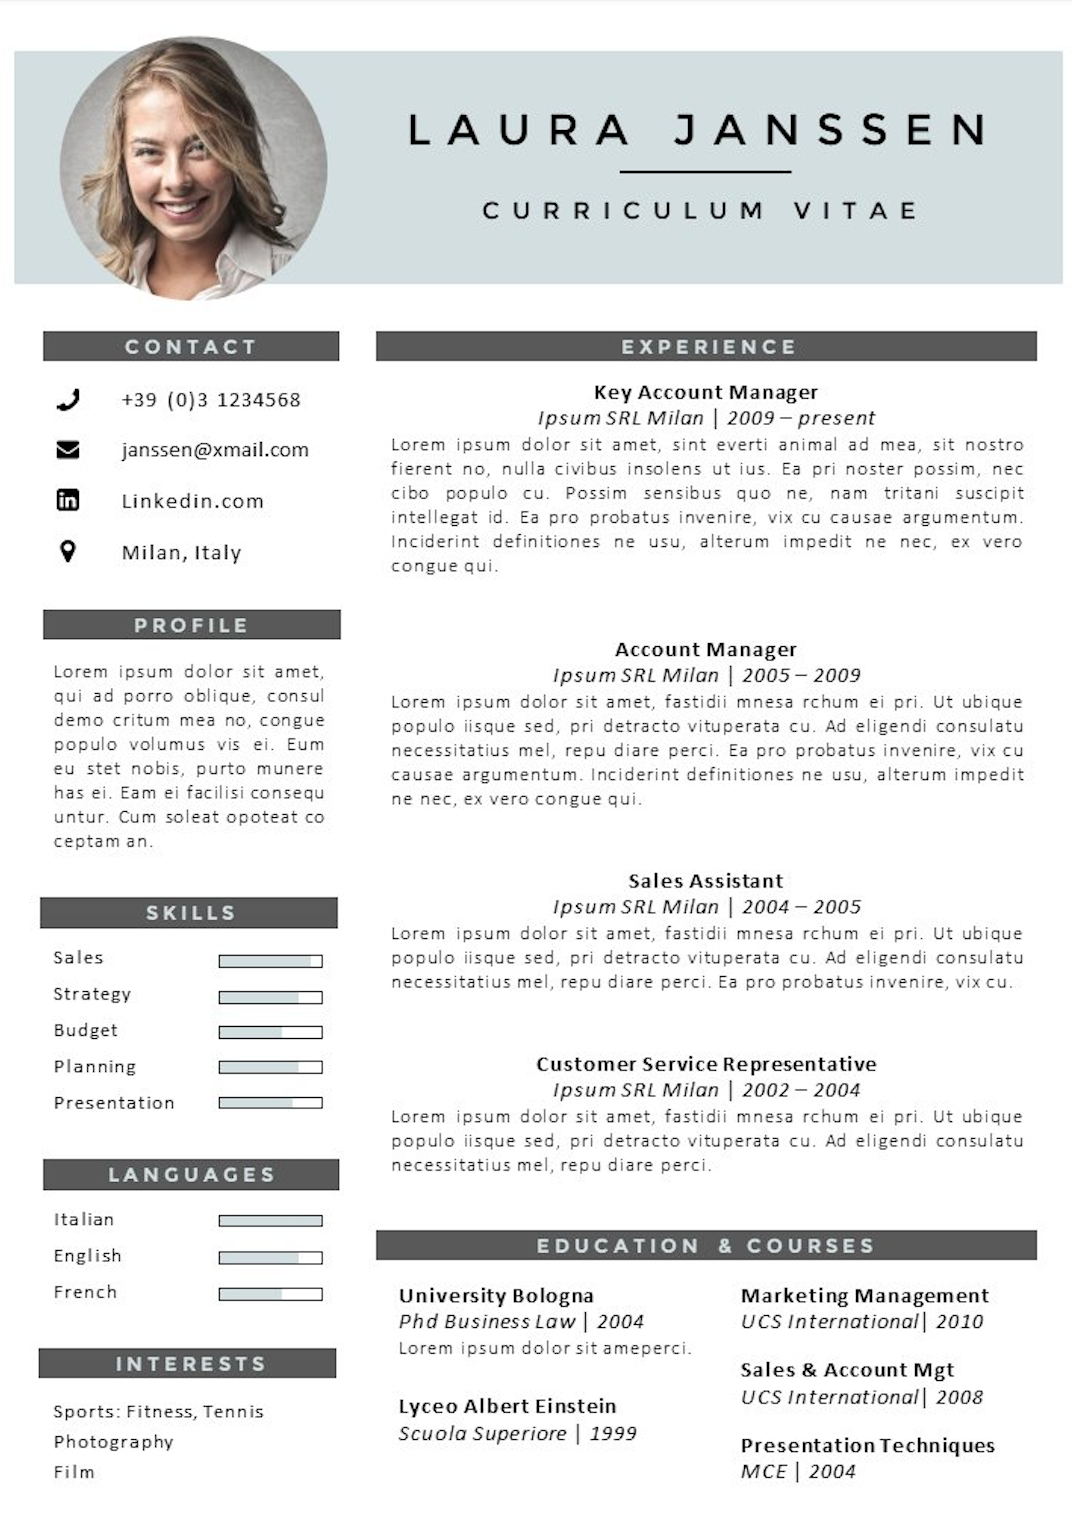 LAURA JANSSEN
CURRICULUM VITAE
CONTACT
+39 (0)3 1234568
janssen@xmail.com
Linkedin.com
Milan, Italy
PROFILE
Lorem ipsum dolor sit amet,
qui ad porro oblique, consul
demo critum mea no, congue
populo volumus vis ei. Eum
eu stet nobis, purto munere
has ei. Eam ei facilisi consequ
untur. Cum soleat opoteat co
ceptam an.
SKILLS
Sales
Strategy
Budget
Planning
Presentation
LANGUAGES
Italian
English
French
INTERESTS
Sports: Fitness, Tennis
Photography
Film
EXPERIENCE
Key Account Manager
Ipsum SRL Milan | 2009 – present
Lorem ipsum dolor sit amet, sint everti animal ad mea, sit nostro
fierent no, nulla civibus insolens ut ius. Ea pri noster possim, nec
cibo populo cu. Possim sensibus quo ne, nam tritani suscipit
intellegat id. Ea pro probatus invenire, vix cu causae argumentum.
Inciderint definitiones ne usu, alterum impedit ne nec, ex vero
congue qui.
Account Manager
Ipsum SRL Milan | 2005 – 2009
Lorem ipsum dolor sit amet, fastidii mnesa rchum ei pri. Ut ubique
populo iisque sed, pri detracto vituperata cu. Ad eligendi consulatu
necessitatius mel, repu diare perci. Ea pro probatus invenire, vix cu
causae argumentum. Inciderint definitiones ne usu, alterum impedit
ne nec, ex vero congue qui.
Sales Assistant
Ipsum SRL Milan | 2004 – 2005
Lorem ipsum dolor sit amet, fastidii mnesa rchum ei pri. Ut ubique
populo iisque sed, pri detracto vituperata cu. Ad eligendi consulatu
necessitatius mel, repu diare perci. Ea pro probatus invenire, vix cu.
Customer Service Representative
Ipsum SRL Milan | 2002 – 2004
Lorem ipsum dolor sit amet, fastidii mnesa rchum ei pri. Ut ubique
populo iisque sed, pri detracto vituperata cu. Ad eligendi consulatu
necessitatius mel, repu diare perci.
EDUCATION & COURSES
University Bologna
Phd Business Law | 2004
Lorem ipsum dolor sit ameperci.
Lyceo Albert Einstein
Scuola Superiore | 1999
Marketing Management
UCS International| 2010
Sales & Account Mgt
UCS International| 2008
Presentation Techniques
MCE | 2004